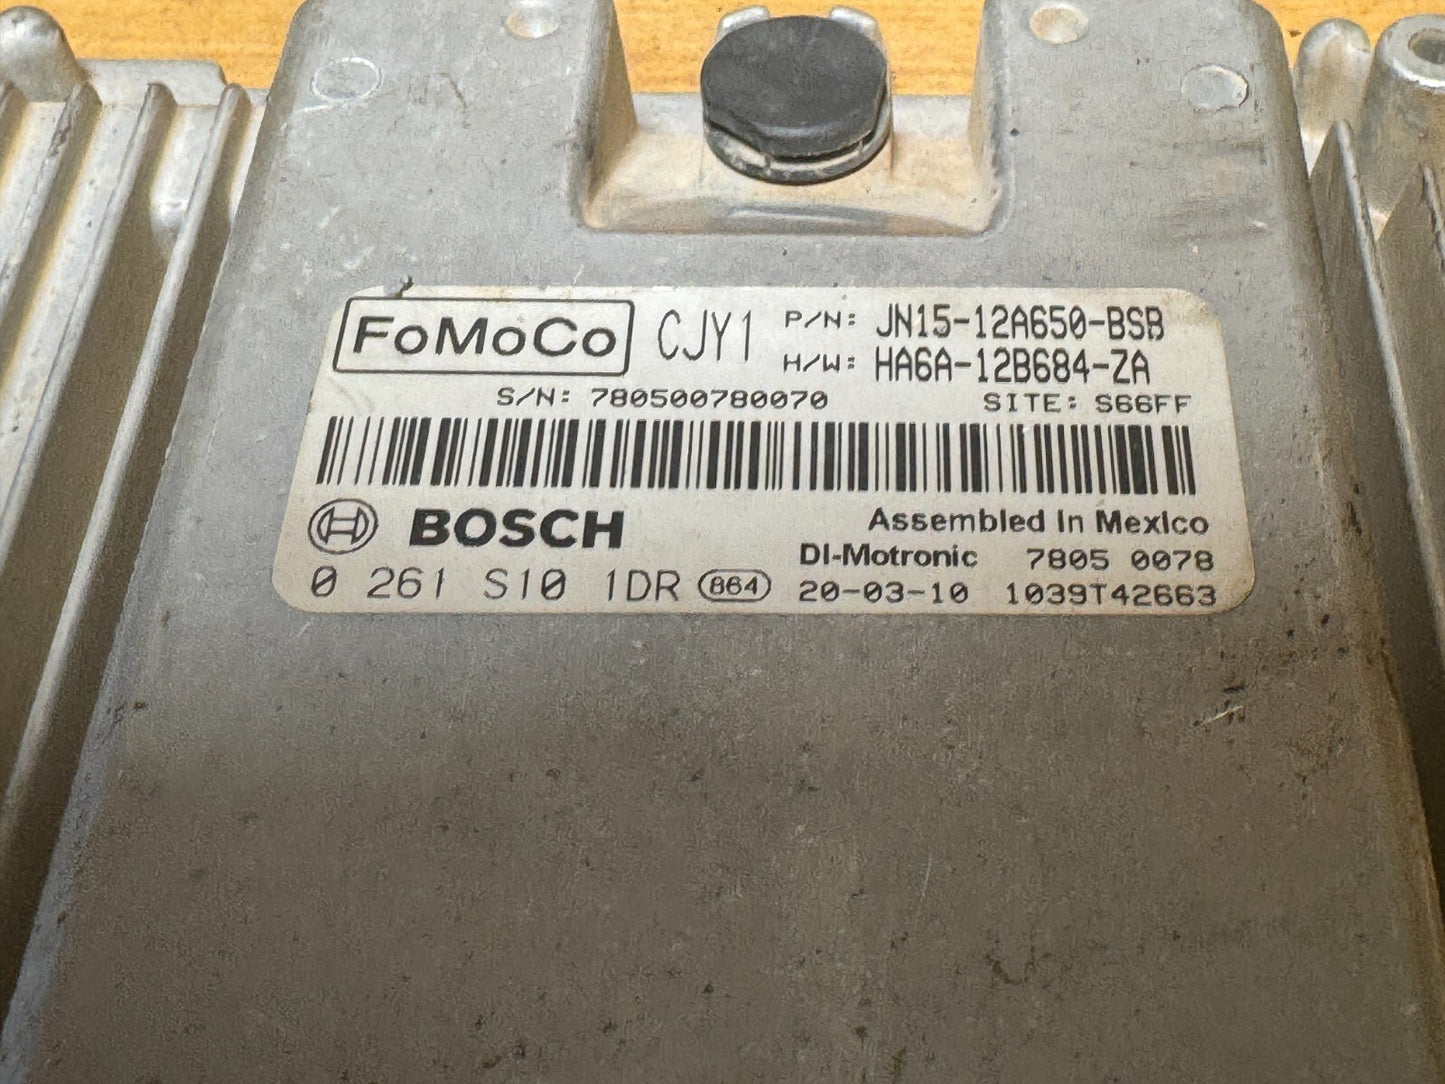 FoMoCo CJY1 P/N: JN15-12A650-BSB
H/W: HA6A-12B684-ZA
S/N: 780500780070 SITE: S66FF
BOSCH Assembled In Mexico
DI-Motronic 7805 0078
0 261 S10 1DR 864 20-03-10 1039T42663